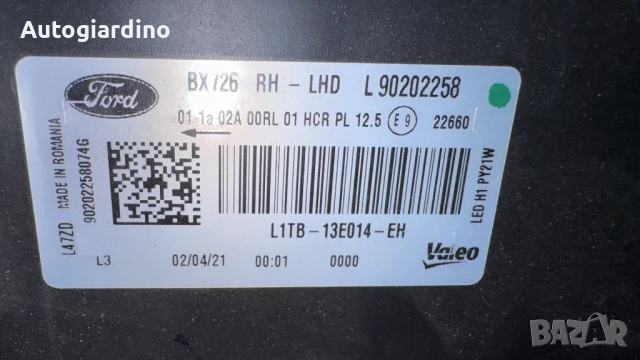 Autogiardino
Ford
BX726 RH - LHD L 90202258
01 1a 02A 00RL 01 HCR PL 12.5 E9 22660
L47ZD MADE IN ROMANIA
90202258074G
LED H1 PY21W
L1TB-13E014-EH
L3 02/04/21 00:01 0000
Valeo
BAZAR